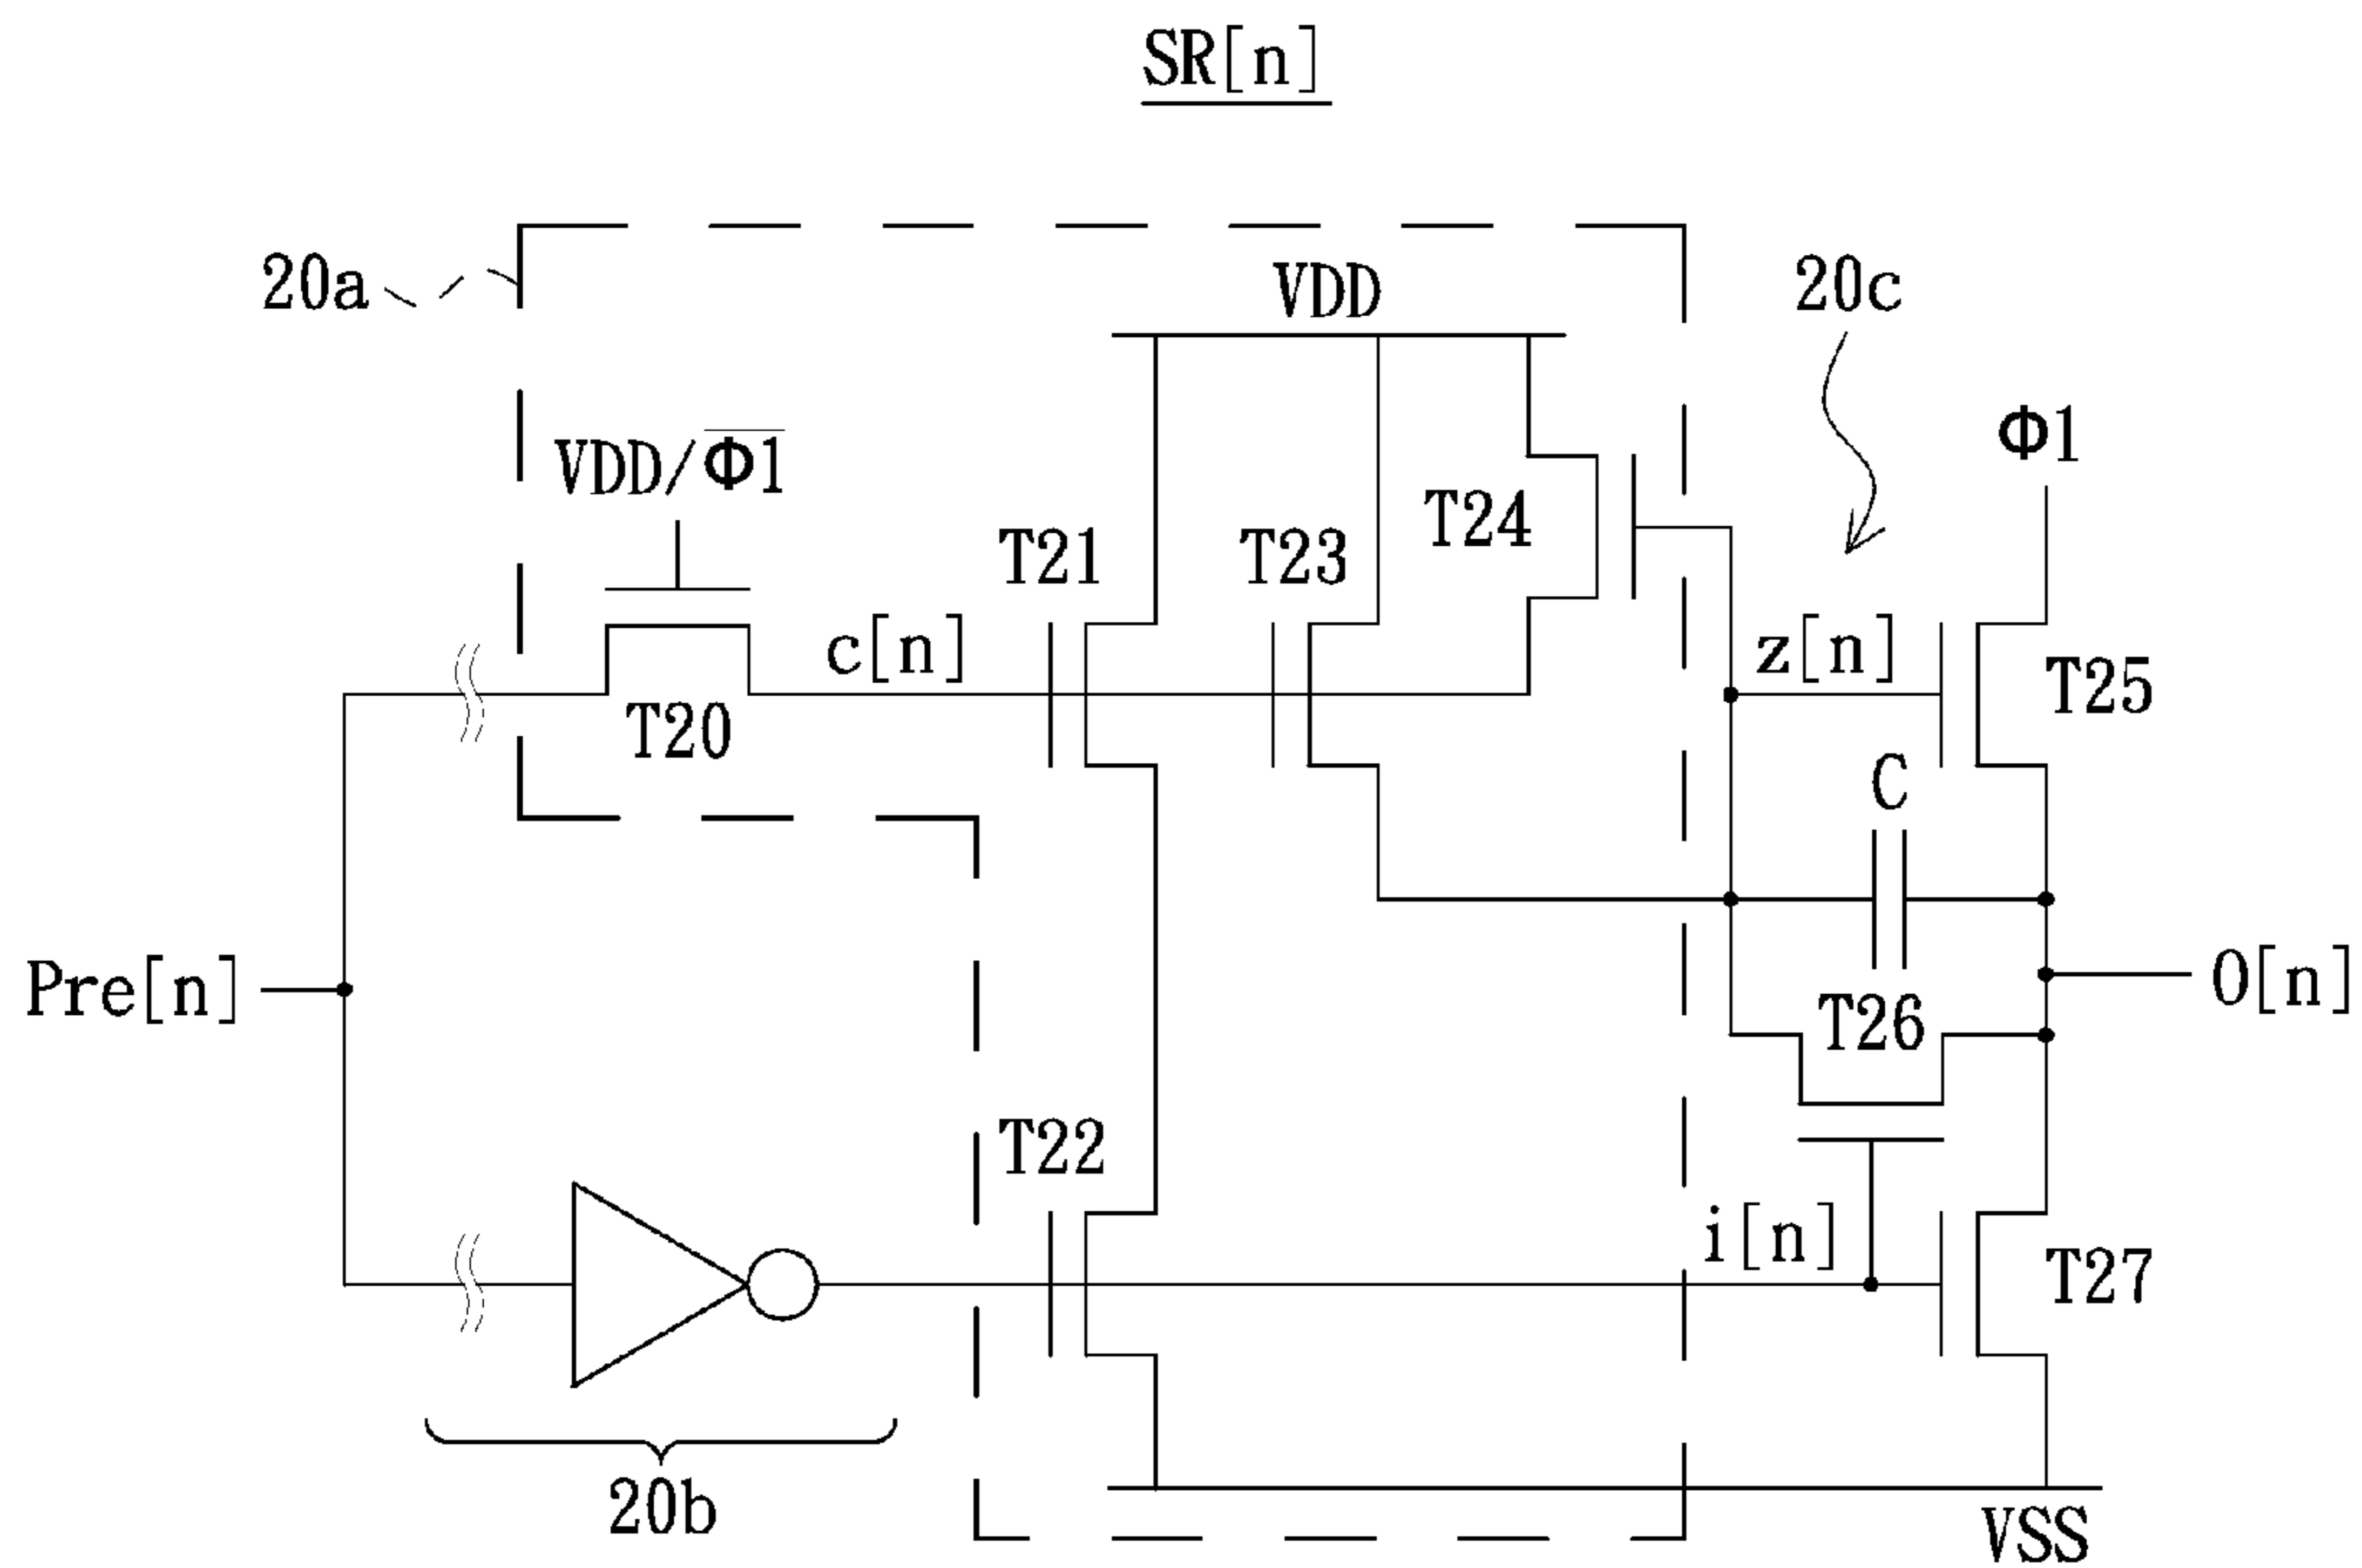 SR[n]
20a
VDD
20c
VDD/Φ1̅
Φ1
T21
T23
T24
c[n]
z[n]
T25
T20
C
Pre[n]
O[n]
T26
T22
i[n]
T27
20b
VSS